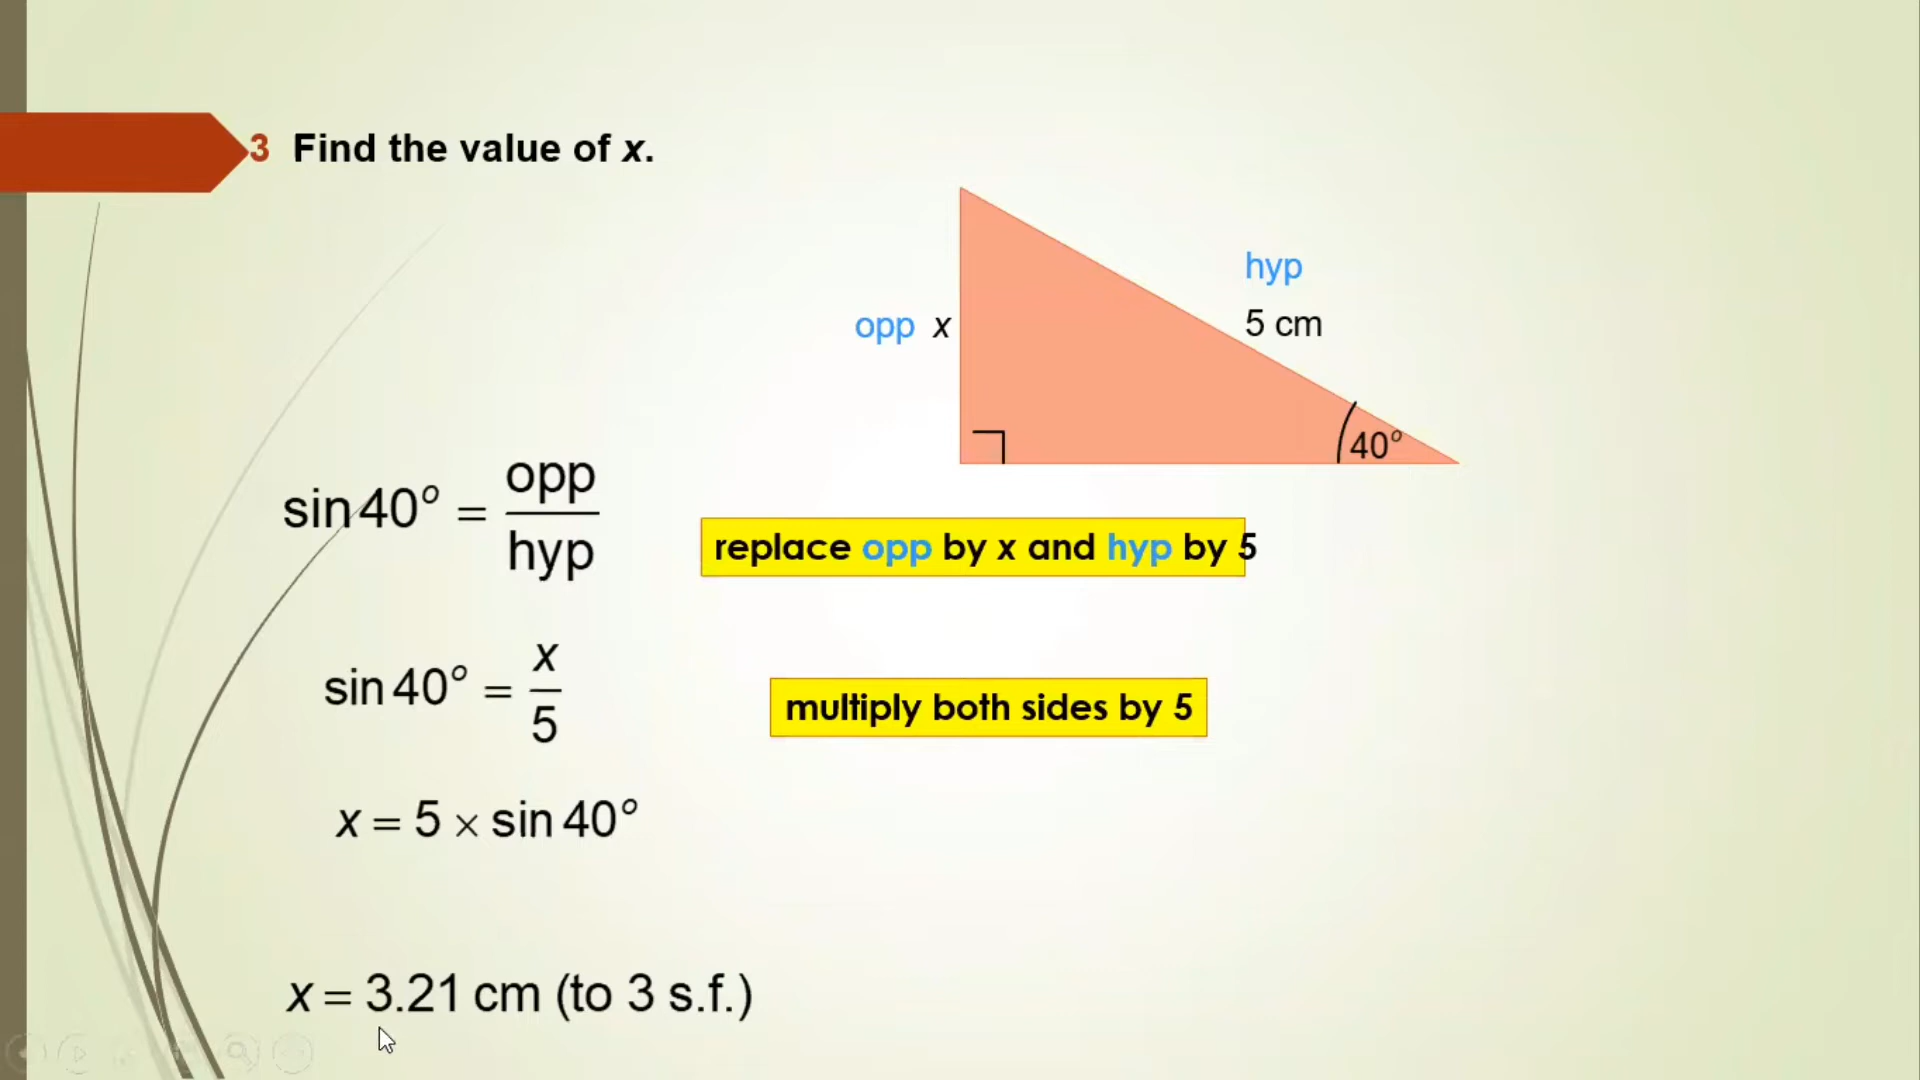 3 Find the value of x.
hyp
opp x
5 cm
40°
sin 40° = opp/hyp
replace opp by x and hyp by 5
sin 40° = x/5
multiply both sides by 5
x = 5 × sin 40°
x = 3.21 cm (to 3 s.f.)